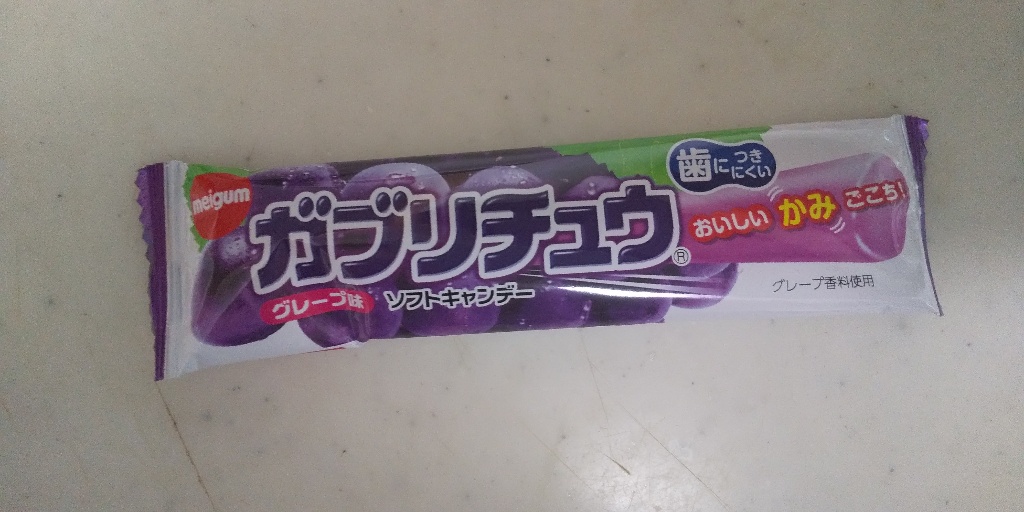 meigum
ガブリチュウ®
グレープ味
ソフトキャンデー
歯につきにくい
おいしいかみごこち!
グレープ香料使用